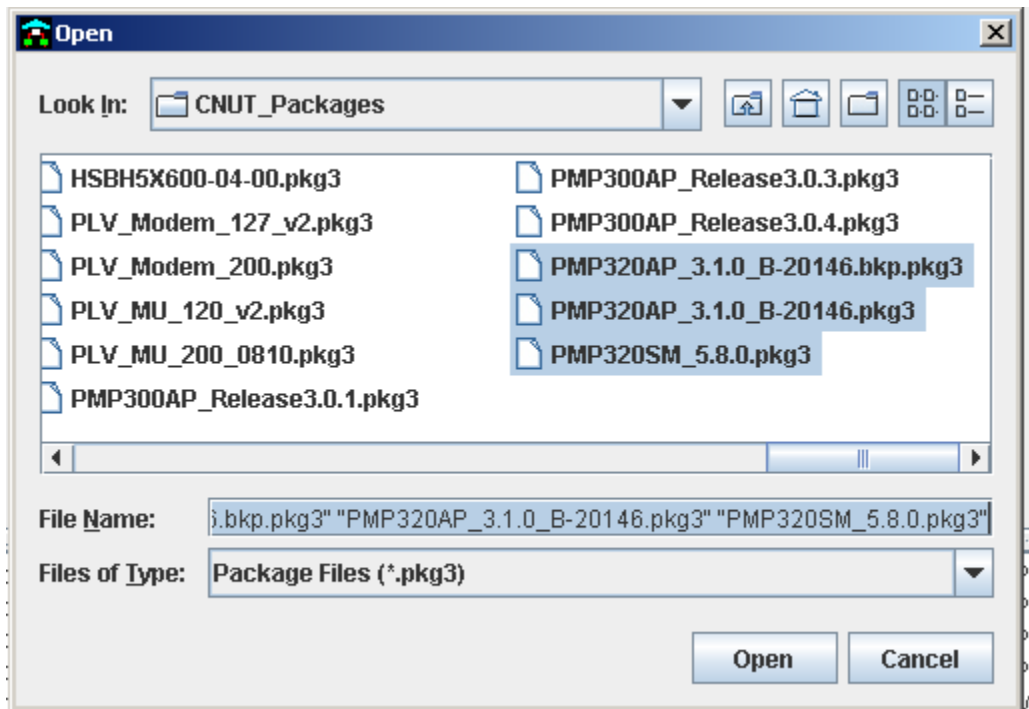 Open
Look In: CNUT_Packages
HSBH5X600-04-00.pkg3
PLV_Modem_127_v2.pkg3
PLV_Modem_200.pkg3
PLV_MU_120_v2.pkg3
PLV_MU_200_0810.pkg3
PMP300AP_Release3.0.1.pkg3
PMP300AP_Release3.0.3.pkg3
PMP300AP_Release3.0.4.pkg3
PMP320AP_3.1.0_B-20146.bkp.pkg3
PMP320AP_3.1.0_B-20146.pkg3
PMP320SM_5.8.0.pkg3
File Name: .bkp.pkg3" "PMP320AP_3.1.0_B-20146.pkg3" "PMP320SM_5.8.0.pkg3"
Files of Type: Package Files (*.pkg3)
Open Cancel